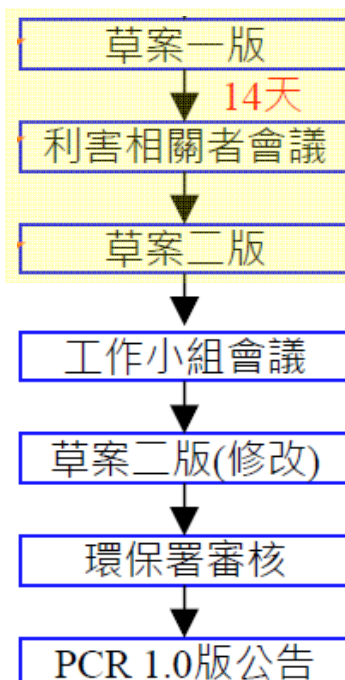 草案一版
14天
利害相關者會議
草案二版
工作小組會議
草案二版(修改)
環保署審核
PCR 1.0版公告